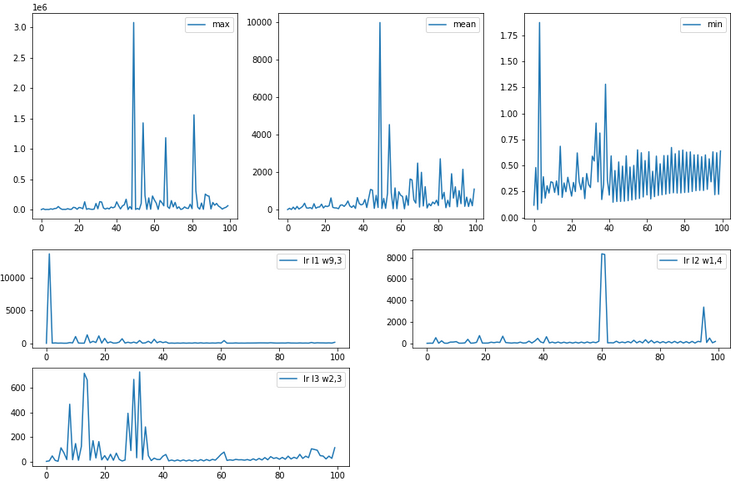 1e6
max
3.0
2.5
2.0
1.5
1.0
0.5
0.0
0 20 40 60 80 100
mean
10000
8000
6000
4000
2000
0
0 20 40 60 80 100
min
1.75
1.50
1.25
1.00
0.75
0.50
0.25
0.00
0 20 40 60 80 100
lr l1 w9,3
10000
5000
0
0 20 40 60 80 100
lr l2 w1,4
8000
6000
4000
2000
0
0 20 40 60 80 100
lr l3 w2,3
600
400
200
0
0 20 40 60 80 100